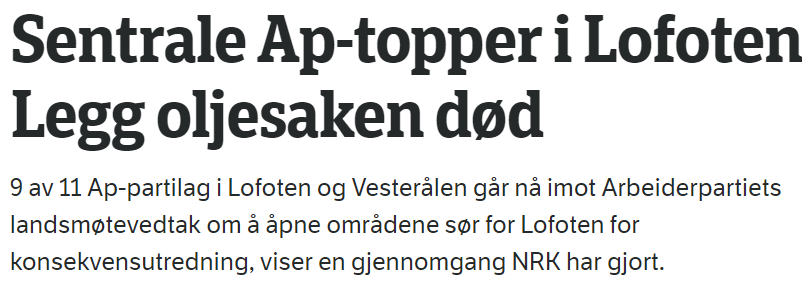 Sentrale Ap-topper i Lofoten
Legg oljesaken død
9 av 11 Ap-partilag i Lofoten og Vesterålen går nå imot Arbeiderpartiets
landsmøtevedtak om å åpne områdene sør for Lofoten for
konsekvensutredning, viser en gjennomgang NRK har gjort.